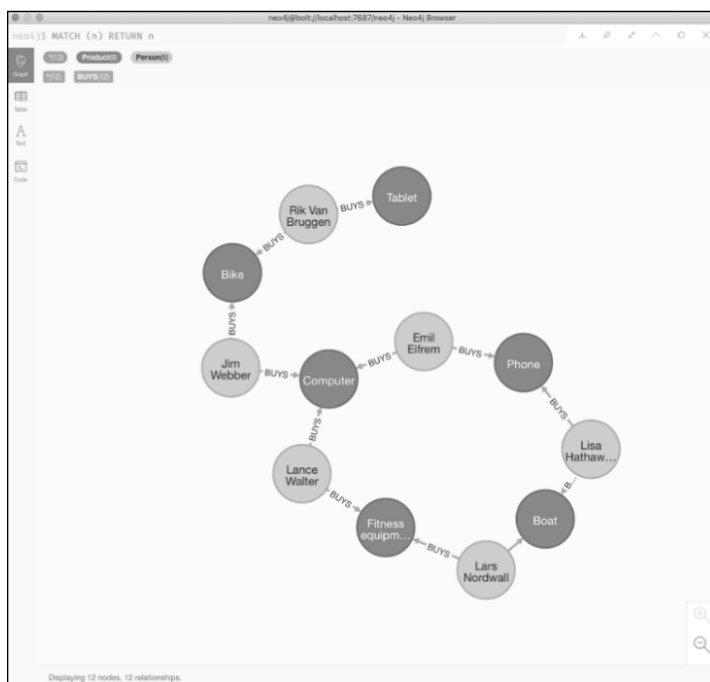 neo4j@bolt://localhost:7687/neo4j - Neo4j Browser
neo4j$ MATCH (n) RETURN n
*(12) Product(6) Person(6)
*(12) BUYS(12)
Graph
Table
Text
Code
Tablet
Rik Van
Bruggen
BUYS
BUYS
Bike
BUYS
Emil
Eifrem
BUYS
Phone
Jim
Webber
BUYS
BUYS
Computer
BUYS
BUYS
Lisa
Hathaw...
Lance
Walter
B...
BUYS
Boat
Fitness
equipm...
BUYS
Lars
Nordwall
Displaying 12 nodes, 12 relationships.